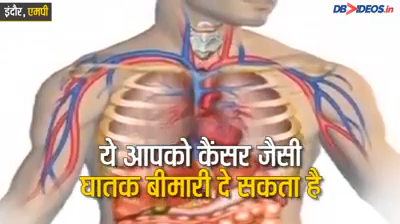 इंदौर, एमपी
DBVIDEOS.in
ये आपको कैंसर जैसी
घातक बीमारी दे सकता है